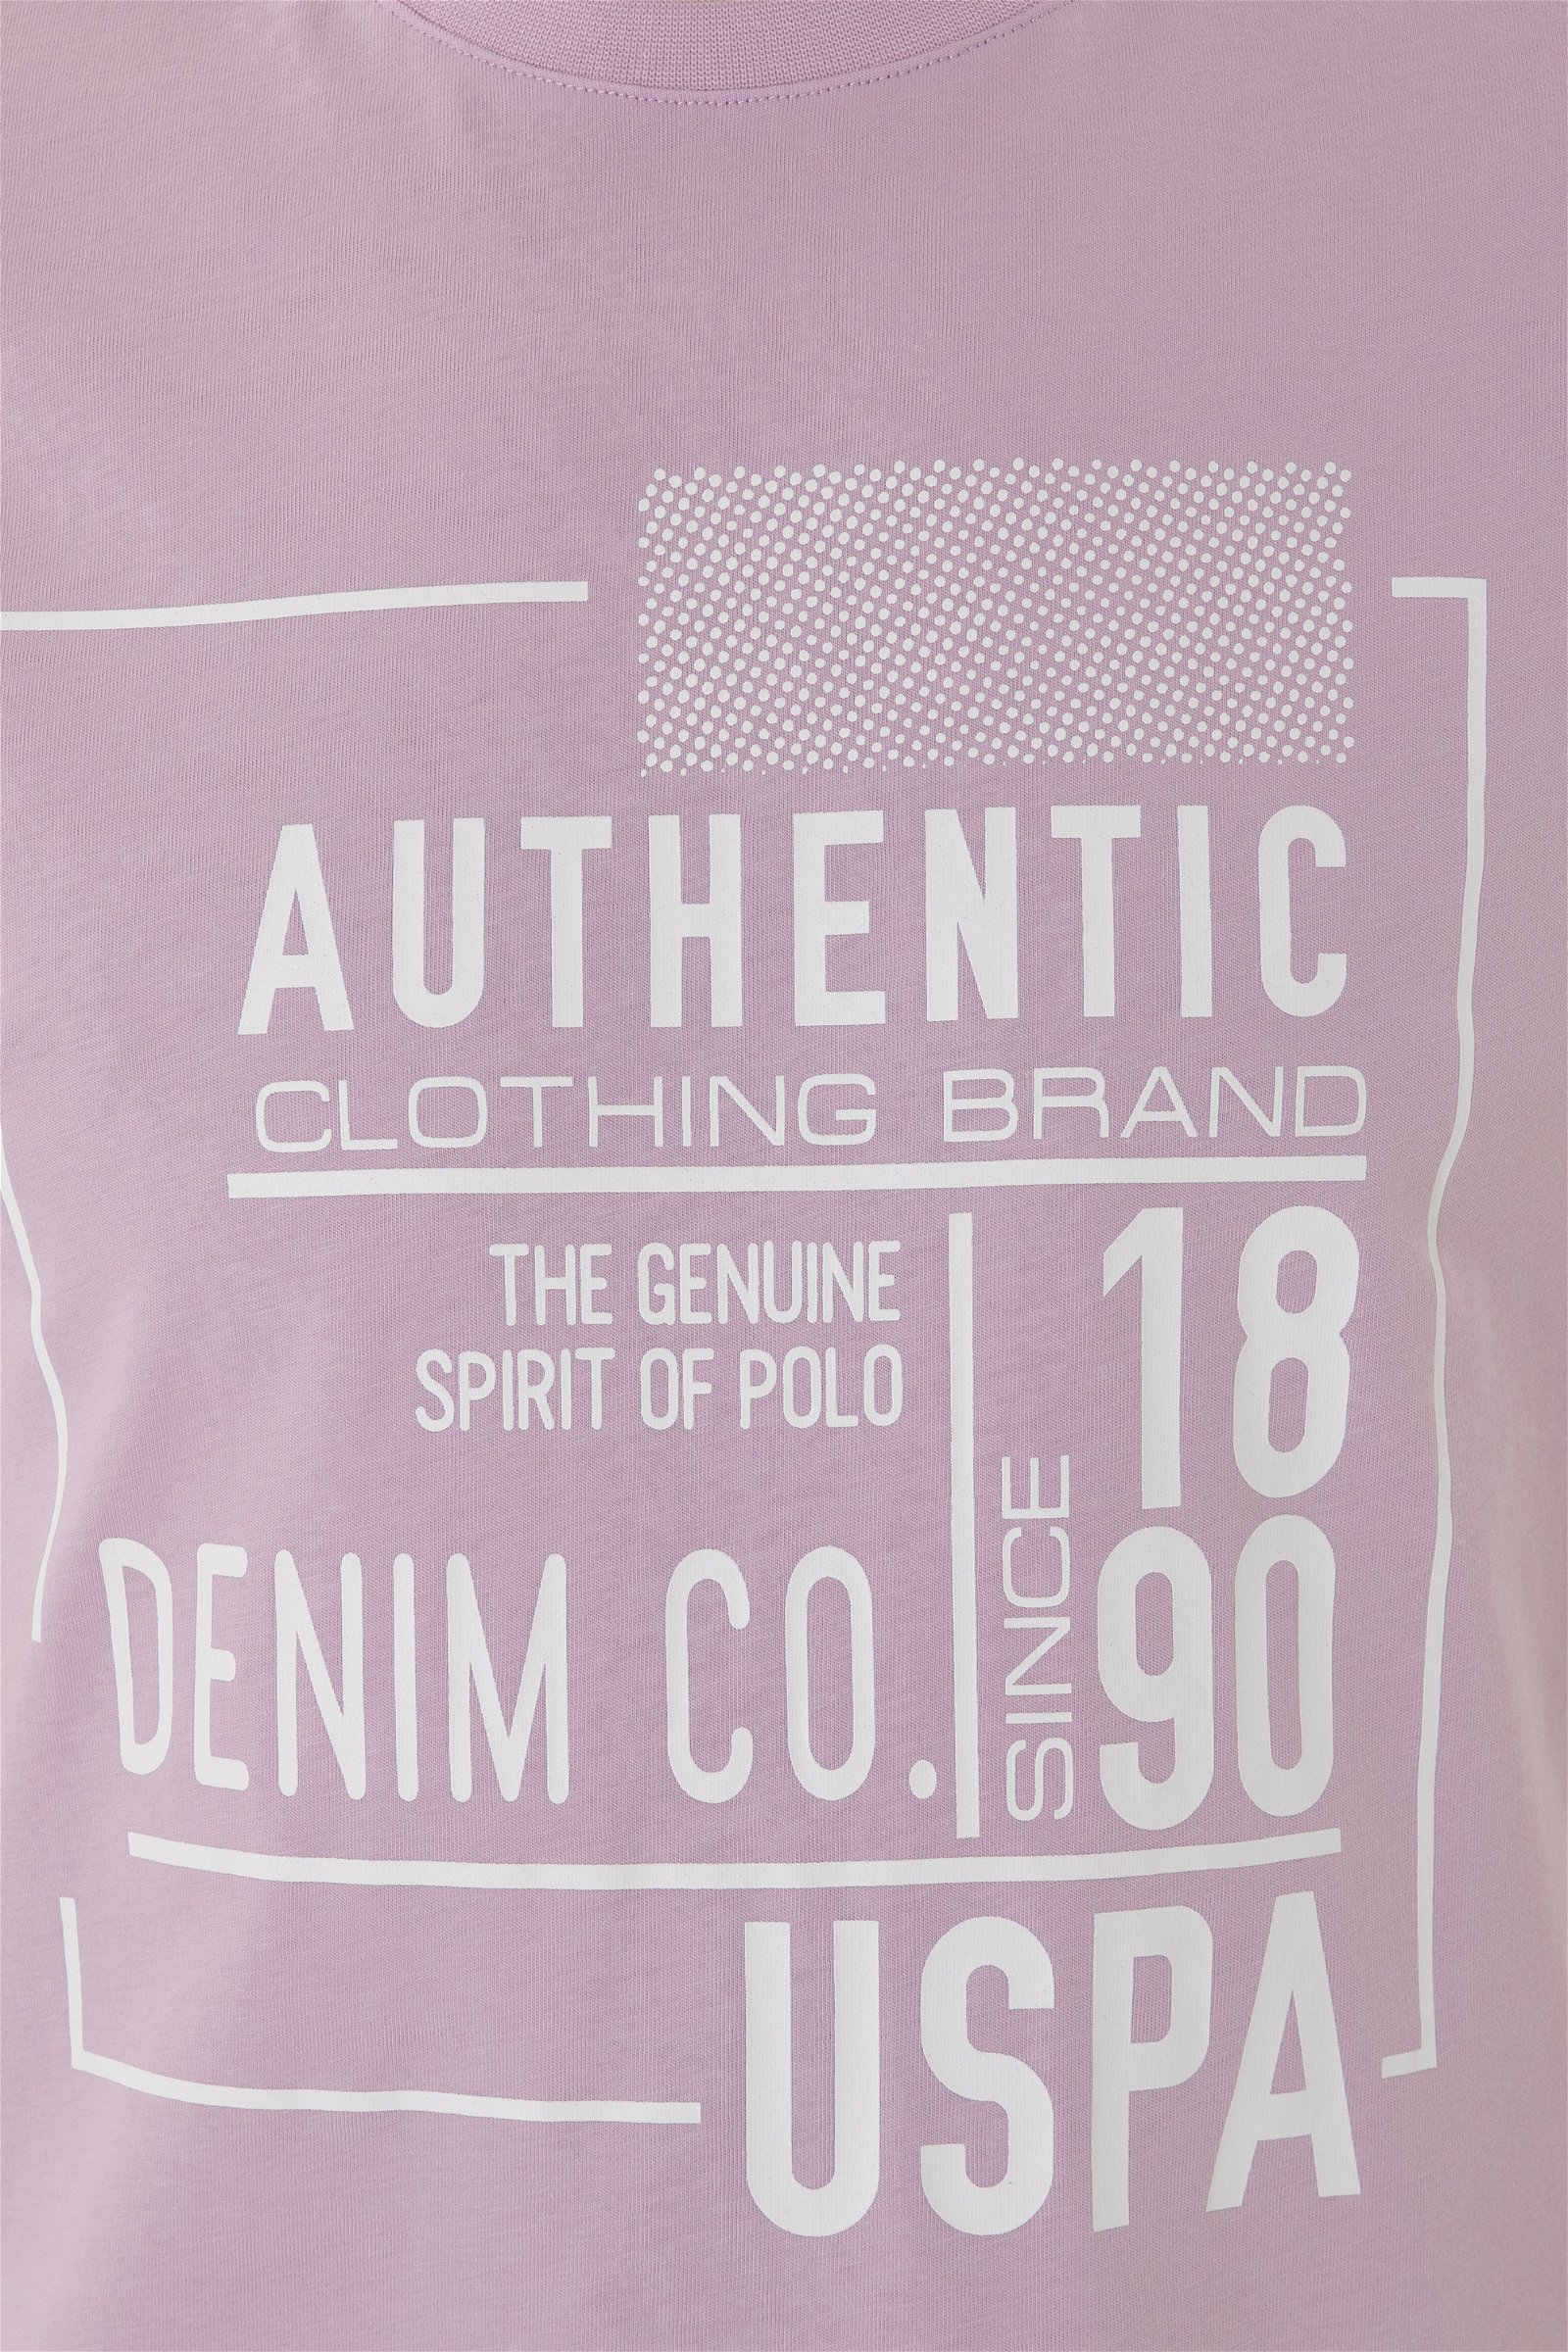 AUTHENTIC
CLOTHING BRAND
THE GENUINE
SPIRIT OF POLO
DENIM CO.
SINCE
18
90
USPA